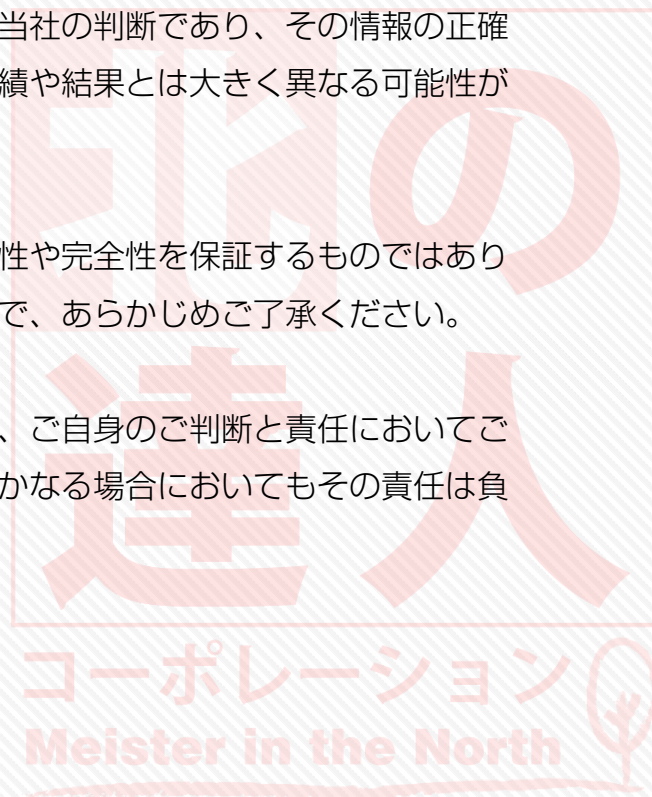 当社の判断であり、その情報の正確
績や結果とは大きく異なる可能性が
性や完全性を保証するものではあり
で、あらかじめご了承ください。
、ご自身のご判断と責任においてご
かなる場合においてもその責任は負
北の
達人
コーポレーション
Meister in the North